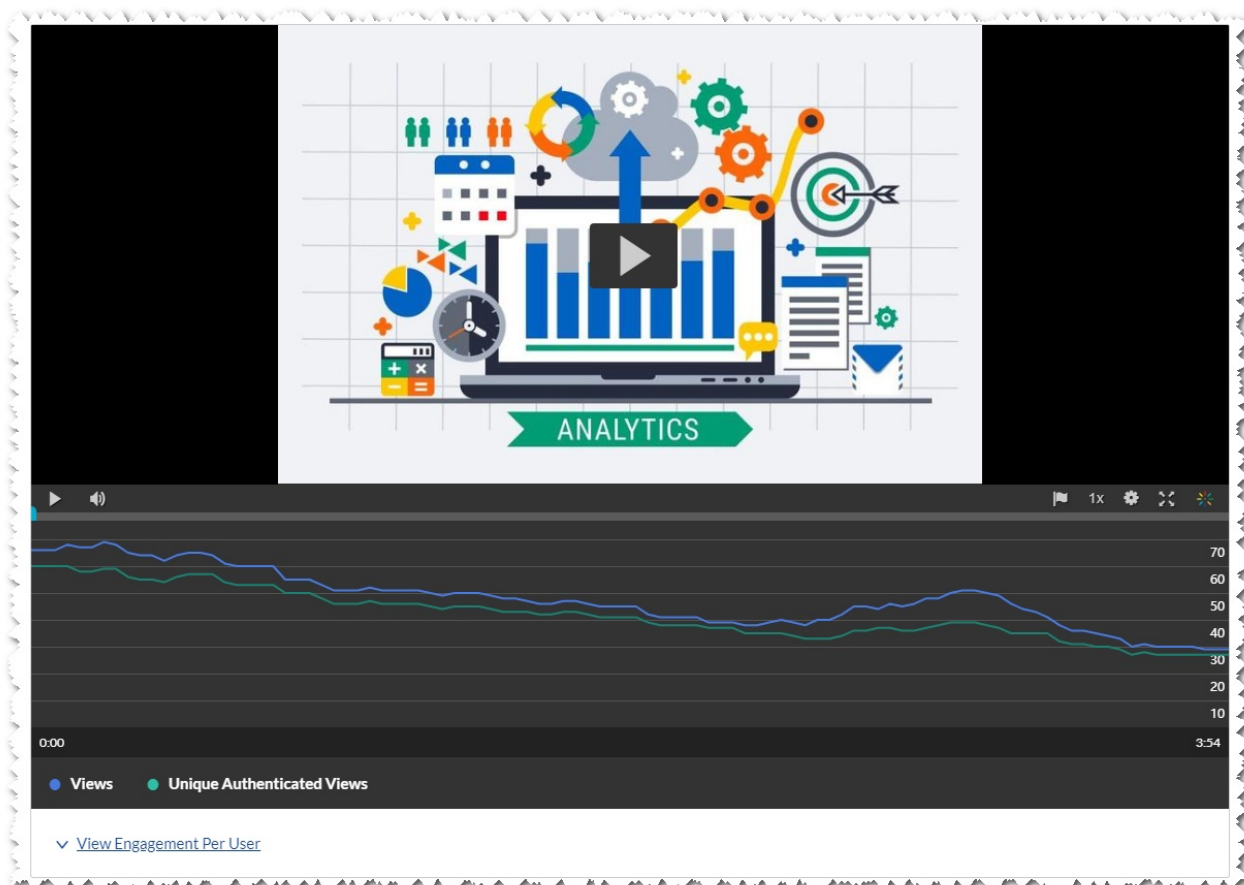 ANALYTICS
1x
70
60
50
40
30
20
10
0:00
3:54
Views
Unique Authenticated Views
View Engagement Per User